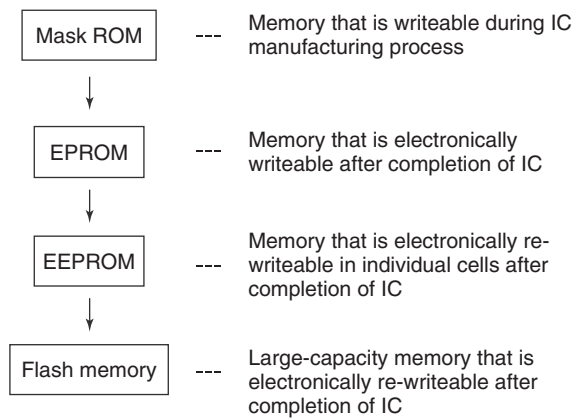 Mask ROM
---
Memory that is writeable during IC
manufacturing process
EPROM
---
Memory that is electronically
writeable after completion of IC
EEPROM
---
Memory that is electronically re-
writeable in individual cells after
completion of IC
Flash memory
---
Large-capacity memory that is
electronically re-writeable after
completion of IC